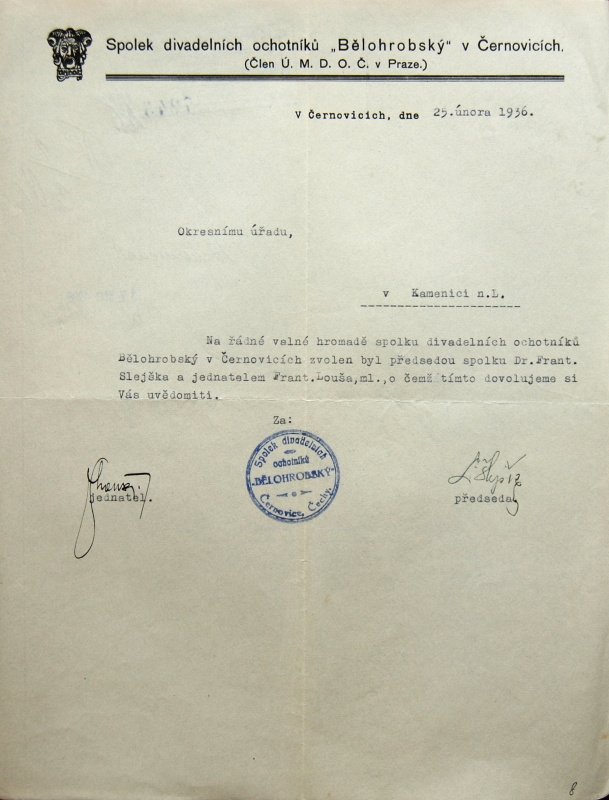 Spolek divadelních ochotníků „Bělohrobský“ v Černovicích.
(Člen Ú. M. D. O. Č. v Praze.)
V Černovicích, dne 25.února 1936.
Okresnímu úřadu,
v Kamenici n.L.
Na řádné valné hromadě spolku divadelních ochotníků
Bělohrobský v Černovicích zvolen byl předsedou spolku Dr.Frant.
Slejška a jednatelem Frant.Louša,ml.,o čemž tímto dovolujeme si
Vás uvědomiti.
Za:
Spolek divadelních
ochotníků
„BĚLOHROBSKÝ“
Černovice, Čechy.
jednatel.
předseda
8